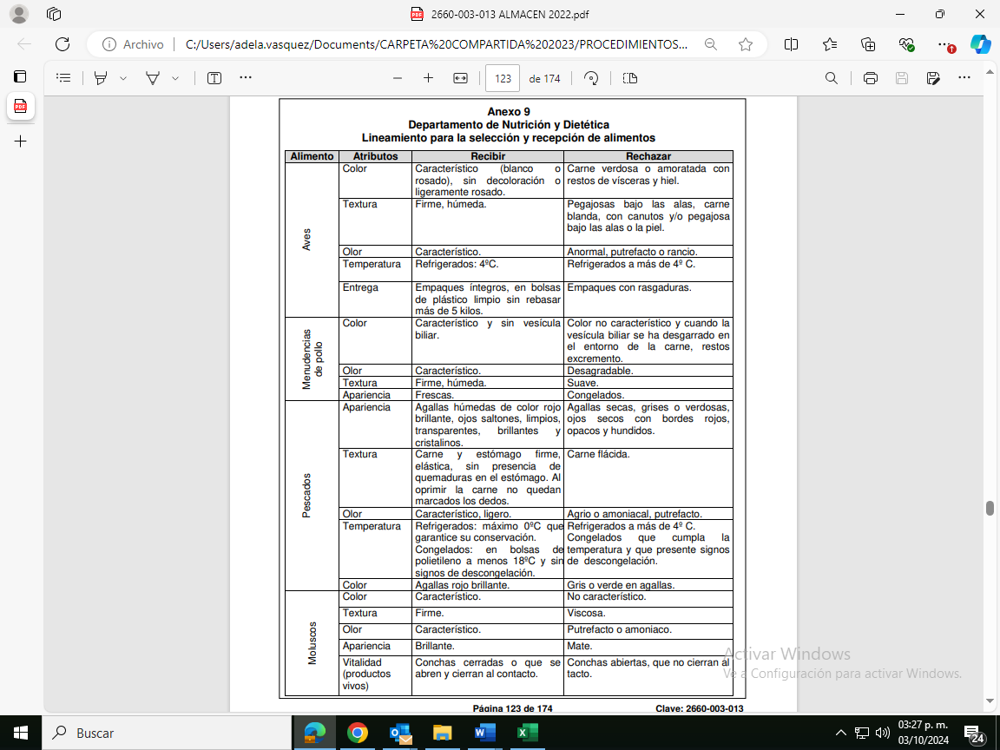 2660-003-013 ALMACEN 2022.pdf
Archivo
C:/Users/adela.vasquez/Documents/CARPETA%20COMPARTIDA%202023/PROCEDIMIENTOS...
123 de 174
Anexo 9
Departamento de Nutrición y Dietética
Lineamiento para la selección y recepción de alimentos
Alimento Atributos Recibir Rechazar
Aves
Color
Característico (blanco o
rosado), sin decoloración o
ligeramente rosado.
Carne verdosa o amoratada con
restos de vísceras y hiel.
Textura
Firme, húmeda.
Pegajosas bajo las alas, carne
blanda, con canutos y/o pegajosa
bajo las alas o la piel.
Olor
Característico.
Anormal, putrefacto o rancio.
Temperatura
Refrigerados: 4ºC.
Refrigerados a más de 4º C.
Entrega
Empaques íntegros, en bolsas
de plástico limpio sin rebasar
más de 5 kilos.
Empaques con rasgaduras.
Menudencias
de pollo
Color
Característico y sin vesícula
biliar.
Color no característico y cuando la
vesícula biliar se ha desgarrado en
el entorno de la carne, restos
excremento.
Olor
Característico.
Desagradable.
Textura
Firme, húmeda.
Suave.
Apariencia
Frescas.
Congelados.
Pescados
Apariencia
Agallas húmedas de color rojo
brillante, ojos saltones, limpios,
transparentes, brillantes y
cristalinos.
Agallas secas, grises o verdosas,
ojos secos con bordes rojos,
opacos y hundidos.
Textura
Carne y estómago firme,
elástica, sin presencia de
quemaduras en el estómago. Al
oprimir la carne no quedan
marcados los dedos.
Carne flácida.
Olor
Característico, ligero.
Agrio o amoniacal, putrefacto.
Temperatura
Refrigerados: máximo 0ºC que
garantice su conservación.
Congelados: en bolsas de
polietileno a menos 18ºC y sin
signos de descongelación.
Refrigerados a más de 4º C.
Congelados que cumpla la
temperatura y que presente signos
de descongelación.
Color
Agallas rojo brillante.
Gris o verde en agallas.
Moluscos
Color
Característico.
No característico.
Textura
Firme.
Viscosa.
Olor
Característico.
Putrefacto o amoniaco.
Apariencia
Brillante.
Mate.
Vitalidad
(productos
vivos)
Conchas cerradas o que se
abren y cierran al contacto.
Conchas abiertas, que no cierran al
tacto.
Página 123 de 174
Clave: 2660-003-013
Activar Windows
Ve a Configuración para activar Windows.
Buscar
03:27 p. m.
03/10/2024
24